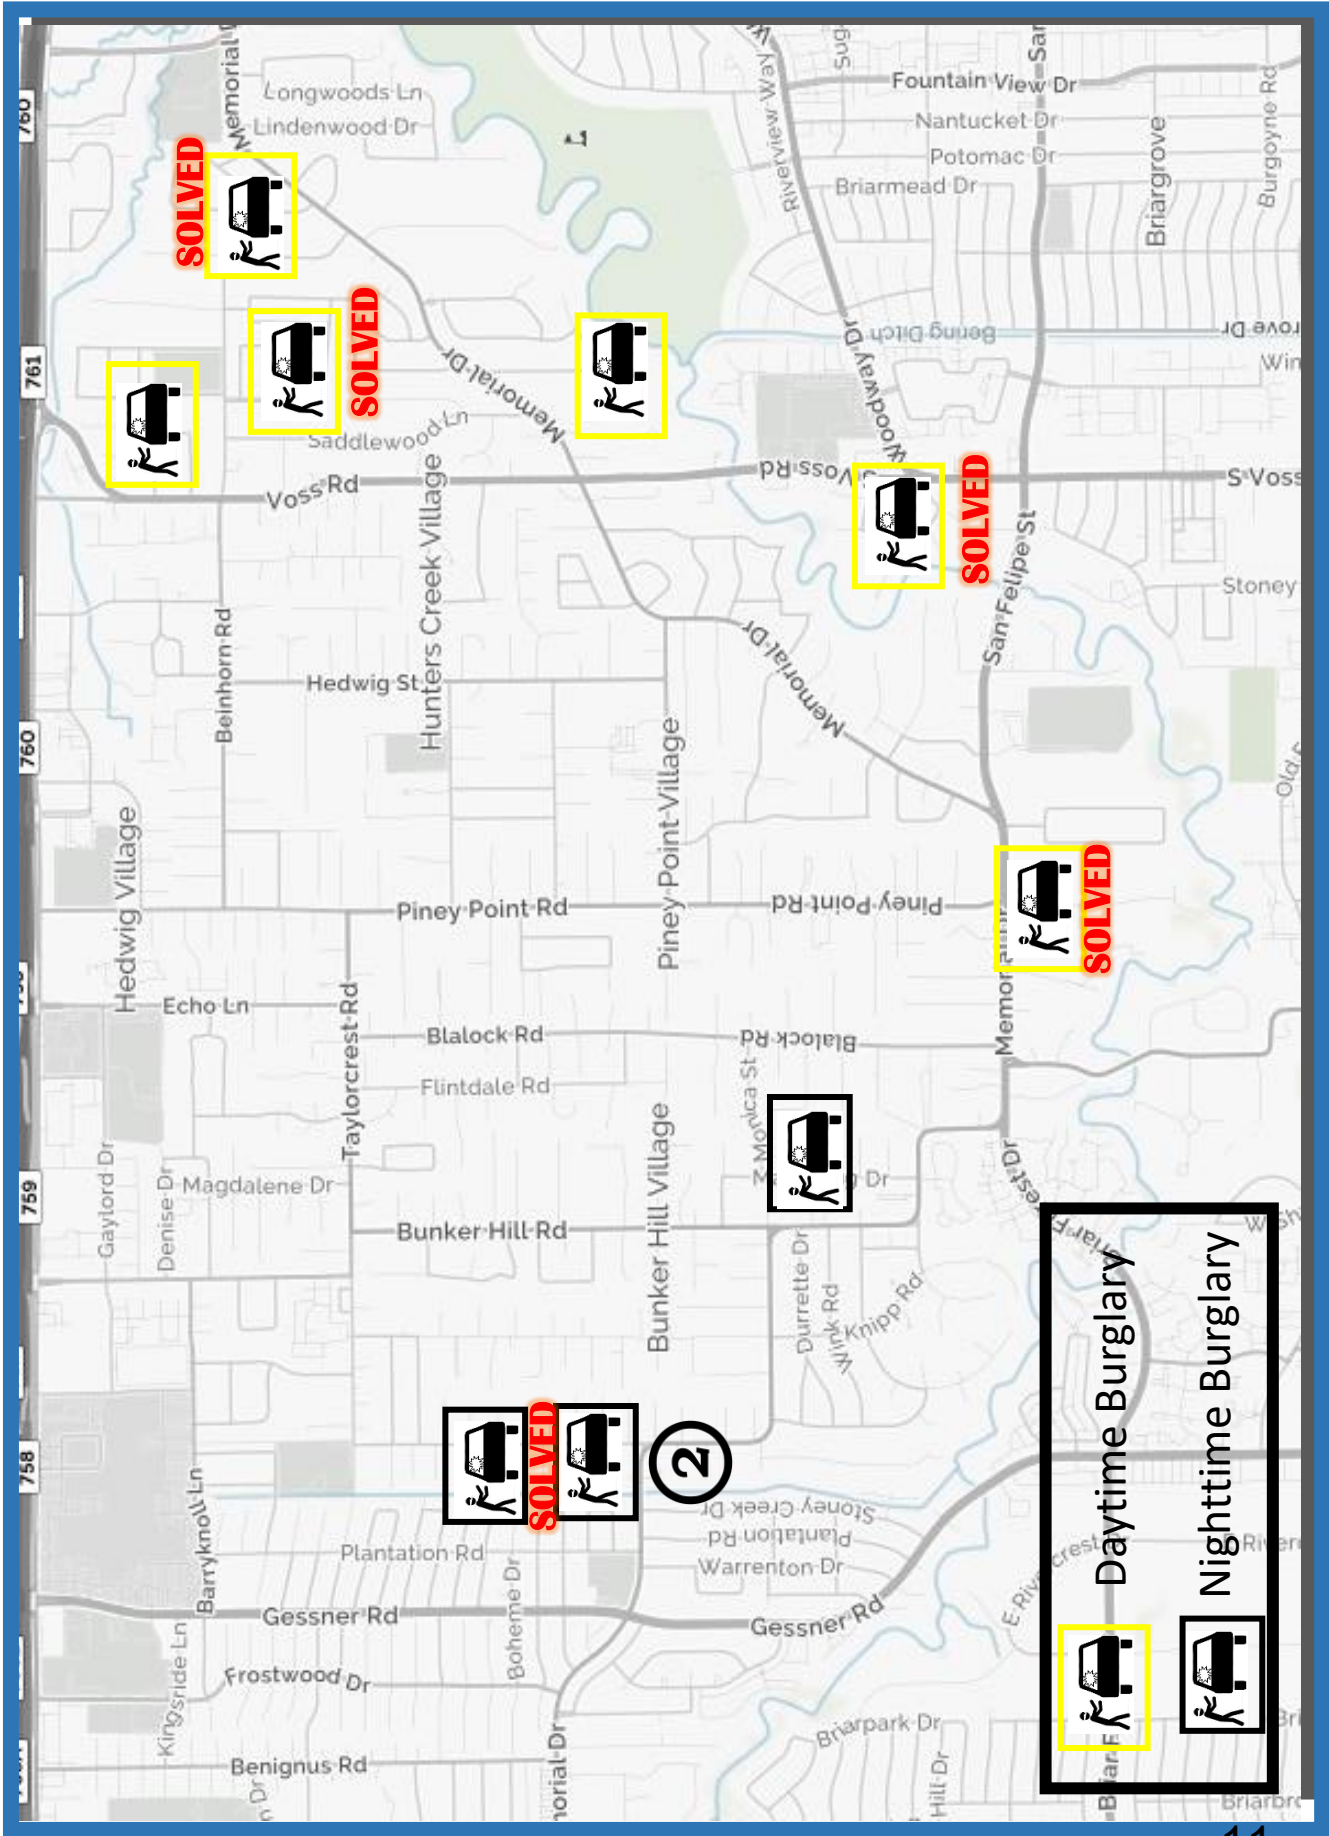 760
761
760
759
758
Memorial
Longwoods Ln
Lindenwood Dr
SOLVED
SOLVED
Saddlewood Ln
Voss Rd
Memorial Dr
Hunters Creek Village
Beinhorn Rd
Hedwig St
Riverview Way
Fountain View Dr
Nantucket Dr
Potomac Dr
Briarmead Dr
Briargrove
Burgoyne Rd
Bering Ditch
Woodway Dr
Voss Rd
S Voss
SOLVED
San Felipe St
Stoney
Memorial Dr
Hedwig Village
Piney Point Village
Piney Point Rd
Piney Point Rd
SOLVED
Echo Ln
Taylorcrest Rd
Blalock Rd
Blalock Rd
Flintdale Rd
Monica St
Gaylord Dr
Denise Dr
Magdalene Dr
Bunker Hill Rd
Bunker Hill Village
Durrette Dr
Wink Rd
Knipp Rd
SOLVED
2
Stoney Creek Dr
Plantation Rd
Warrenton Dr
Barryknoll Ln
Plantation Rd
Boheme Dr
Gessner Rd
Gessner Rd
Kingsride Ln
Frostwood Dr
Benignus Rd
Briarpark Dr
Hill Dr
Daytime Burglary
Nighttime Burglary
11